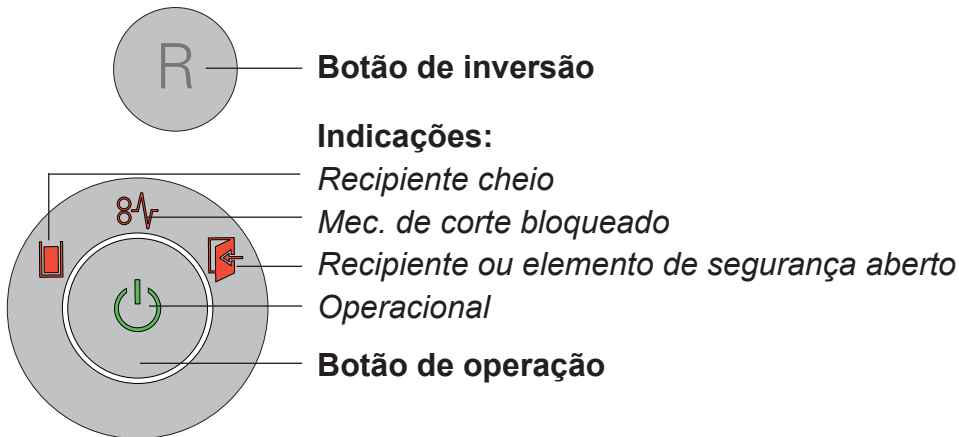 R
Botão de inversão
Indicações:
Recipiente cheio
Mec. de corte bloqueado
Recipiente ou elemento de segurança aberto
Operacional
Botão de operação